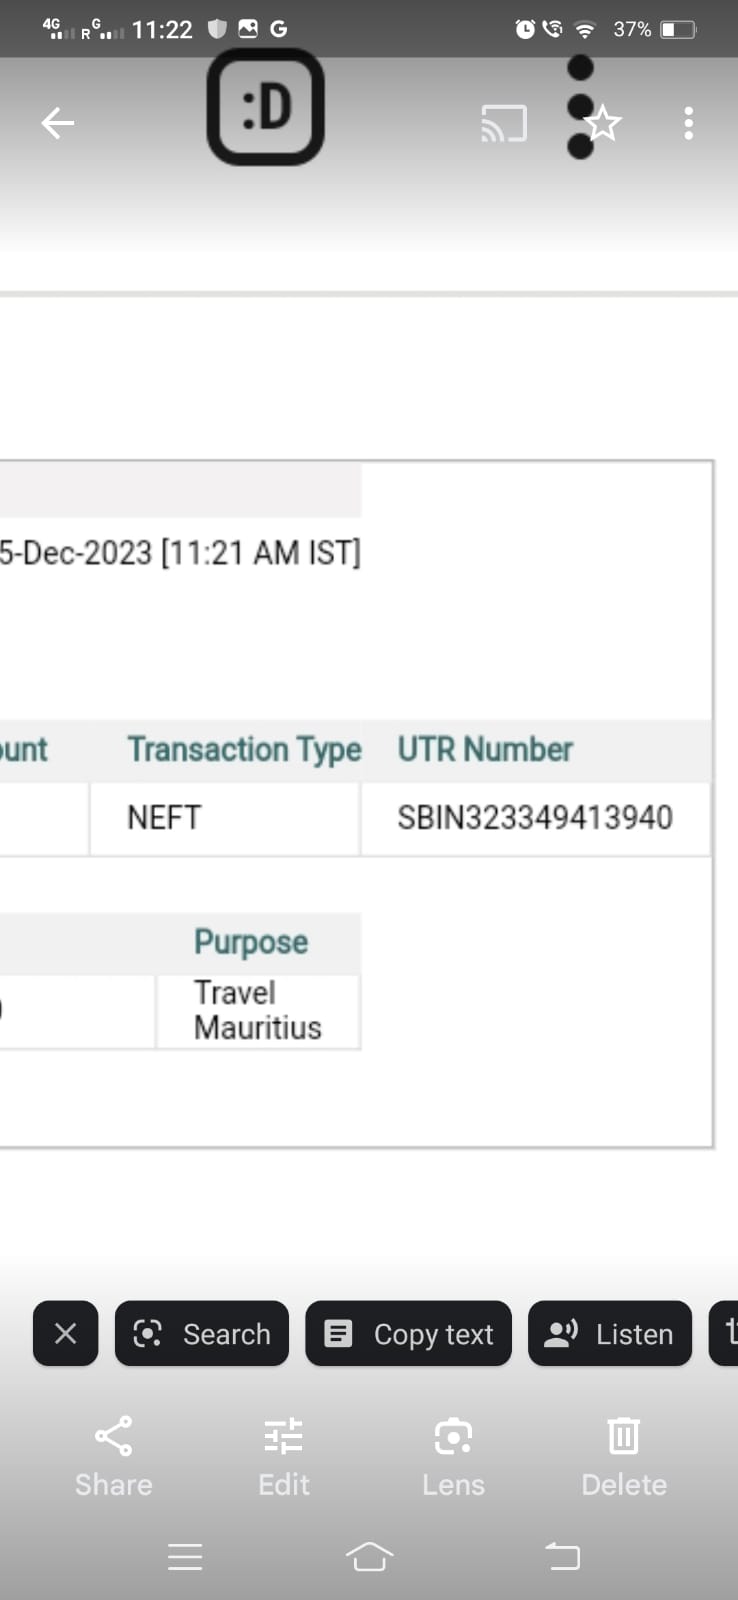 4G R G 11:22 G 37%
:D
5-Dec-2023 [11:21 AM IST]
Transaction Type UTR Number
NEFT SBIN323349413940
Purpose
Travel
Mauritius
Search Copy text Listen
Share Edit Lens Delete